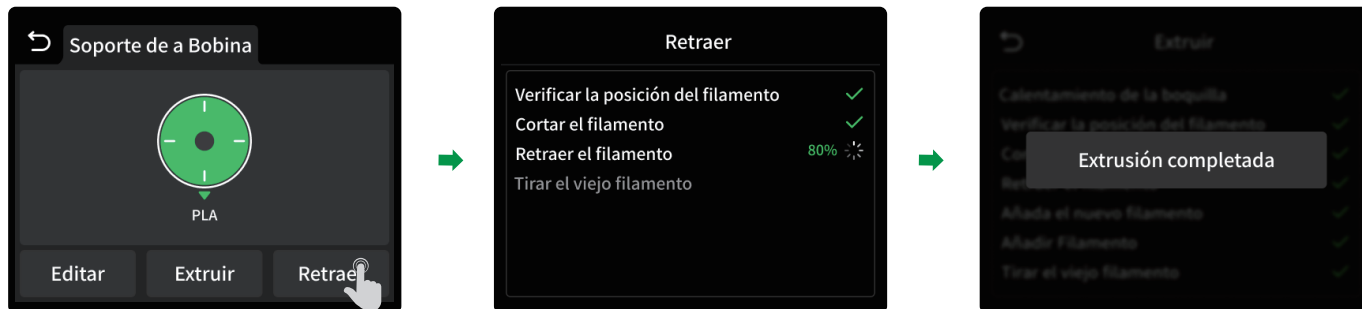 Soporte de a Bobina
PLA
Editar
Extruir
Retraer
Retraer
Verificar la posición del filamento
Cortar el filamento
Retraer el filamento
80%
Tirar el viejo filamento
Extruir
Calentamiento de la boquilla
Verificar la posición del filamento
Extrusión completada
Añada el nuevo filamento
Añadir Filamento
Tirar el viejo filamento